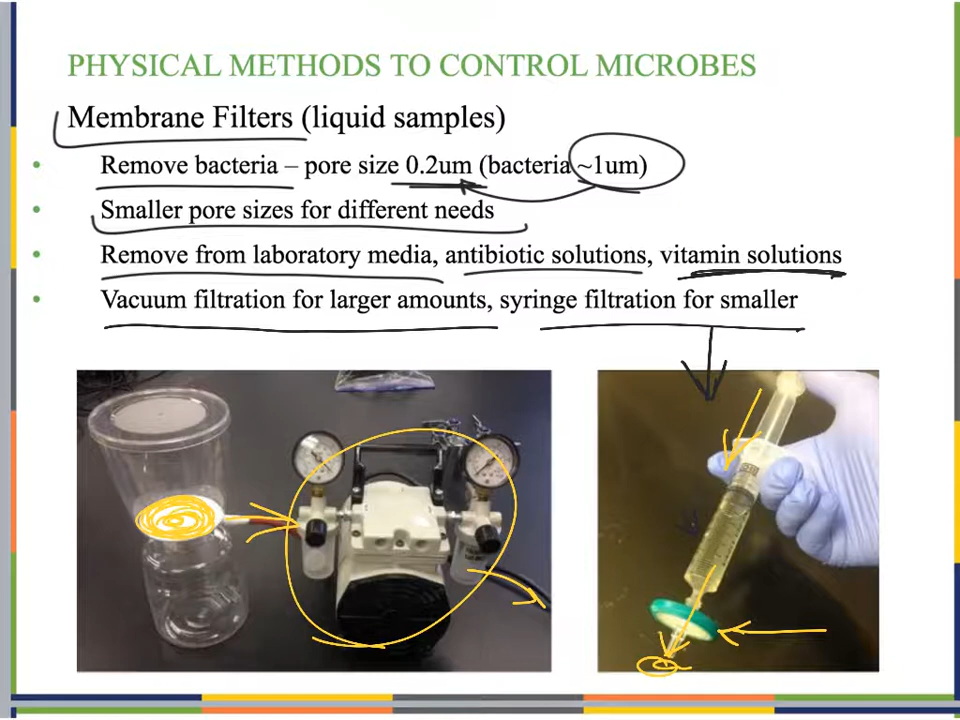 PHYSICAL METHODS TO CONTROL MICROBES
Membrane Filters (liquid samples)
• Remove bacteria – pore size 0.2um (bacteria ~1um)
• Smaller pore sizes for different needs
• Remove from laboratory media, antibiotic solutions, vitamin solutions
• Vacuum filtration for larger amounts, syringe filtration for smaller